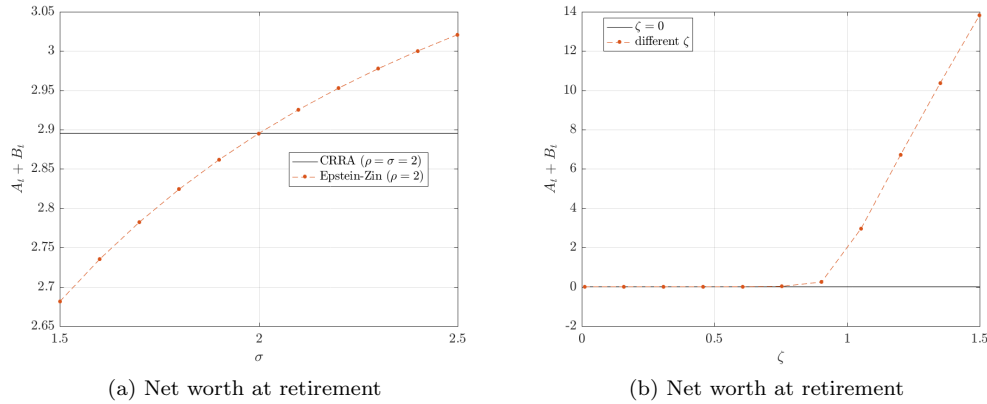 3.05
3
2.95
2.9
2.85
2.8
2.75
2.7
2.65
1.5 2 2.5
σ
A_t + B_t
CRRA (ρ = σ = 2)
Epstein-Zin (ρ = 2)
(a) Net worth at retirement
14
12
10
8
6
4
2
0
-2
0 0.5 1 1.5
ζ
A_t + B_t
ζ = 0
different ζ
(b) Net worth at retirement